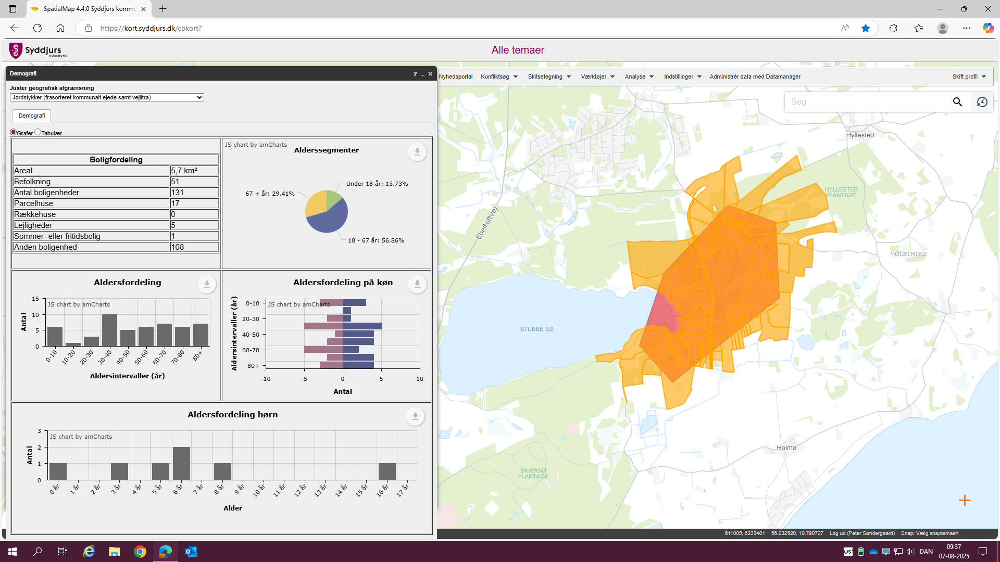 SpatialMap 4.4.0 Syddjurs kommu
https://kort.syddjurs.dk/cbkort?
Syddjurs
KOMMUNE
Alle temaer
Demografi
? _ ×
Nyhedsportal Konfliktsøg Skitsetegning Værktøjer Analyse Indstillinger Administrér data med Datamanager Skift profil
Juster geografisk afgrænsning
Jordstykker (frasorteret kommunalt ejede samt vejlitra)
Søg
Demografi
Grafer Tabulær
Boligfordeling
Areal 5,7 km²
Befolkning 51
Antal boligenheder 131
Parcelhuse 17
Rækkehuse 0
Lejligheder 5
Sommer- eller fritidsbolig 1
Anden boligenhed 108
JS chart by amCharts
Alderssegmenter
Under 18 år: 13.73%
67 + år: 29.41%
18 - 67 år: 56.86%
Aldersfordeling
JS chart by amCharts
Antal
15
10
5
0
0-10 10-20 20-30 30-40 40-50 50-60 60-70 70-80 80+
Aldersintervaller (år)
Aldersfordeling på køn
JS chart by amCharts
Aldersintervaller (år)
0-10
20-30
40-50
60-70
80+
-10 -5 0 5 10
Antal
Aldersfordeling børn
JS chart by amCharts
Antal
3
2
1
0
0 år 1 år 2 år 3 år 4 år 5 år 6 år 7 år 8 år 9 år 10 år 11 år 12 år 13 år 14 år 15 år 16 år 17 år
Alder
Hyllested
HYLLESTED
PLANTAGE
Ebeltoftvej
MØGELMOSE
STUBBE SØ
Holme
SKÆRSØ
PLANTAGE
611005, 6233401 56.232520, 10.790727 Log ud (Peter Søndergaard) Snap: Vælg snaptemaer!
DAN
09:37
07-08-2025